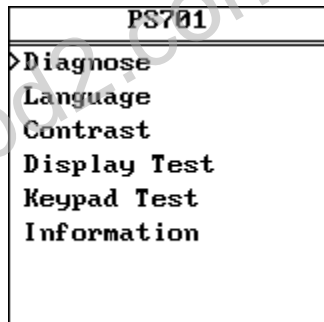 PS701
>Diagnose
Language
Contrast
Display Test
Keypad Test
Information